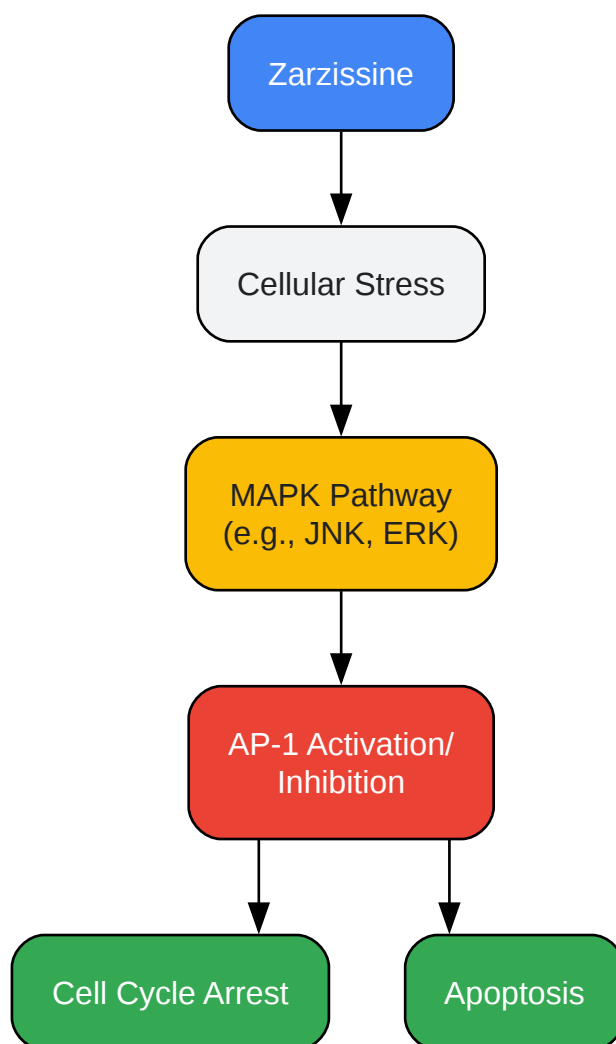 Zarzissine
Cellular Stress
MAPK Pathway
(e.g., JNK, ERK)
AP-1 Activation/
Inhibition
Cell Cycle Arrest
Apoptosis